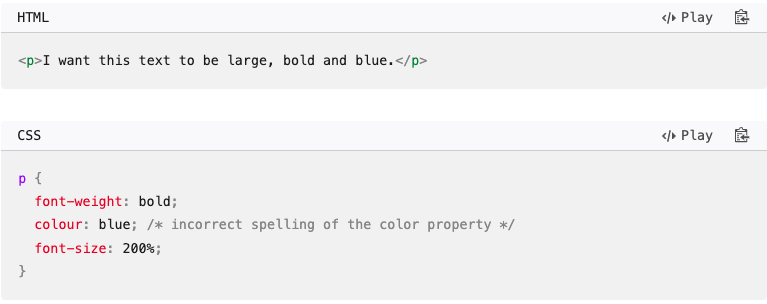 HTML
</> Play
<p>I want this text to be large, bold and blue.</p>
CSS
</> Play
p {
  font-weight: bold;
  colour: blue; /* incorrect spelling of the color property */
  font-size: 200%;
}